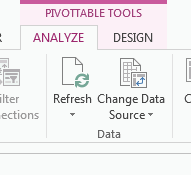 PIVOTTABLE TOOLS
ANALYZE DESIGN
Refresh Change Data
Source
Data